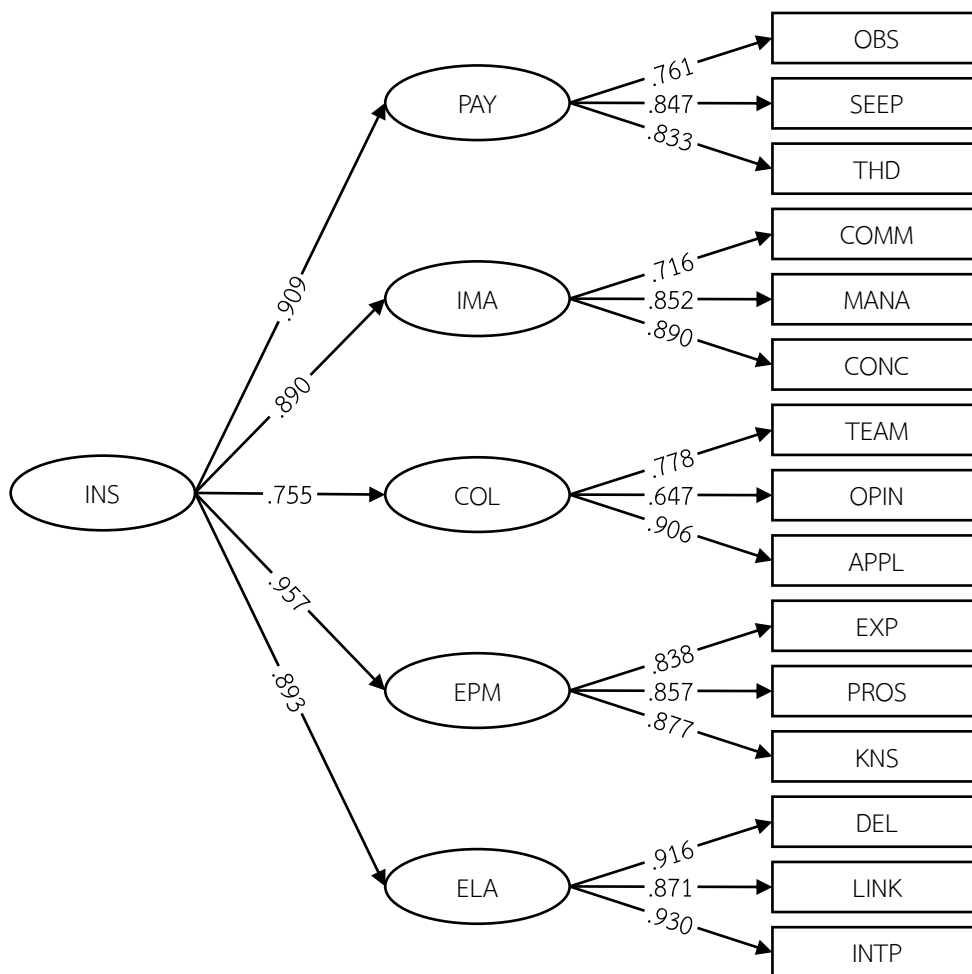 OBS
.761
PAY
.847
SEEP
.833
THD
COMM
.909
.716
IMA
.852
MANA
.890
.890
CONC
TEAM
.778
INS
.755
COL
.647
OPIN
.906
APPL
.957
EXP
.838
.893
EPM
.857
PROS
.877
KNS
DEL
.916
ELA
.871
LINK
.930
INTP